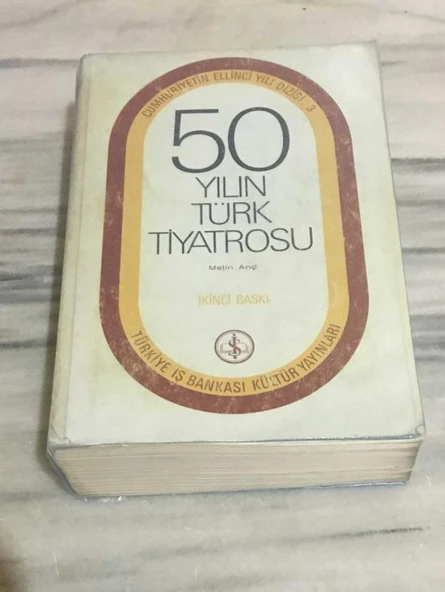 CUMHURİYETİN ELLİNCİ YILI DİZİSİ 3
50
YILIN
TÜRK
TİYATROSU
Metin And
İKİNCİ BASKI
İŞ
TÜRKİYE İŞ BANKASI KÜLTÜR YAYINLARI